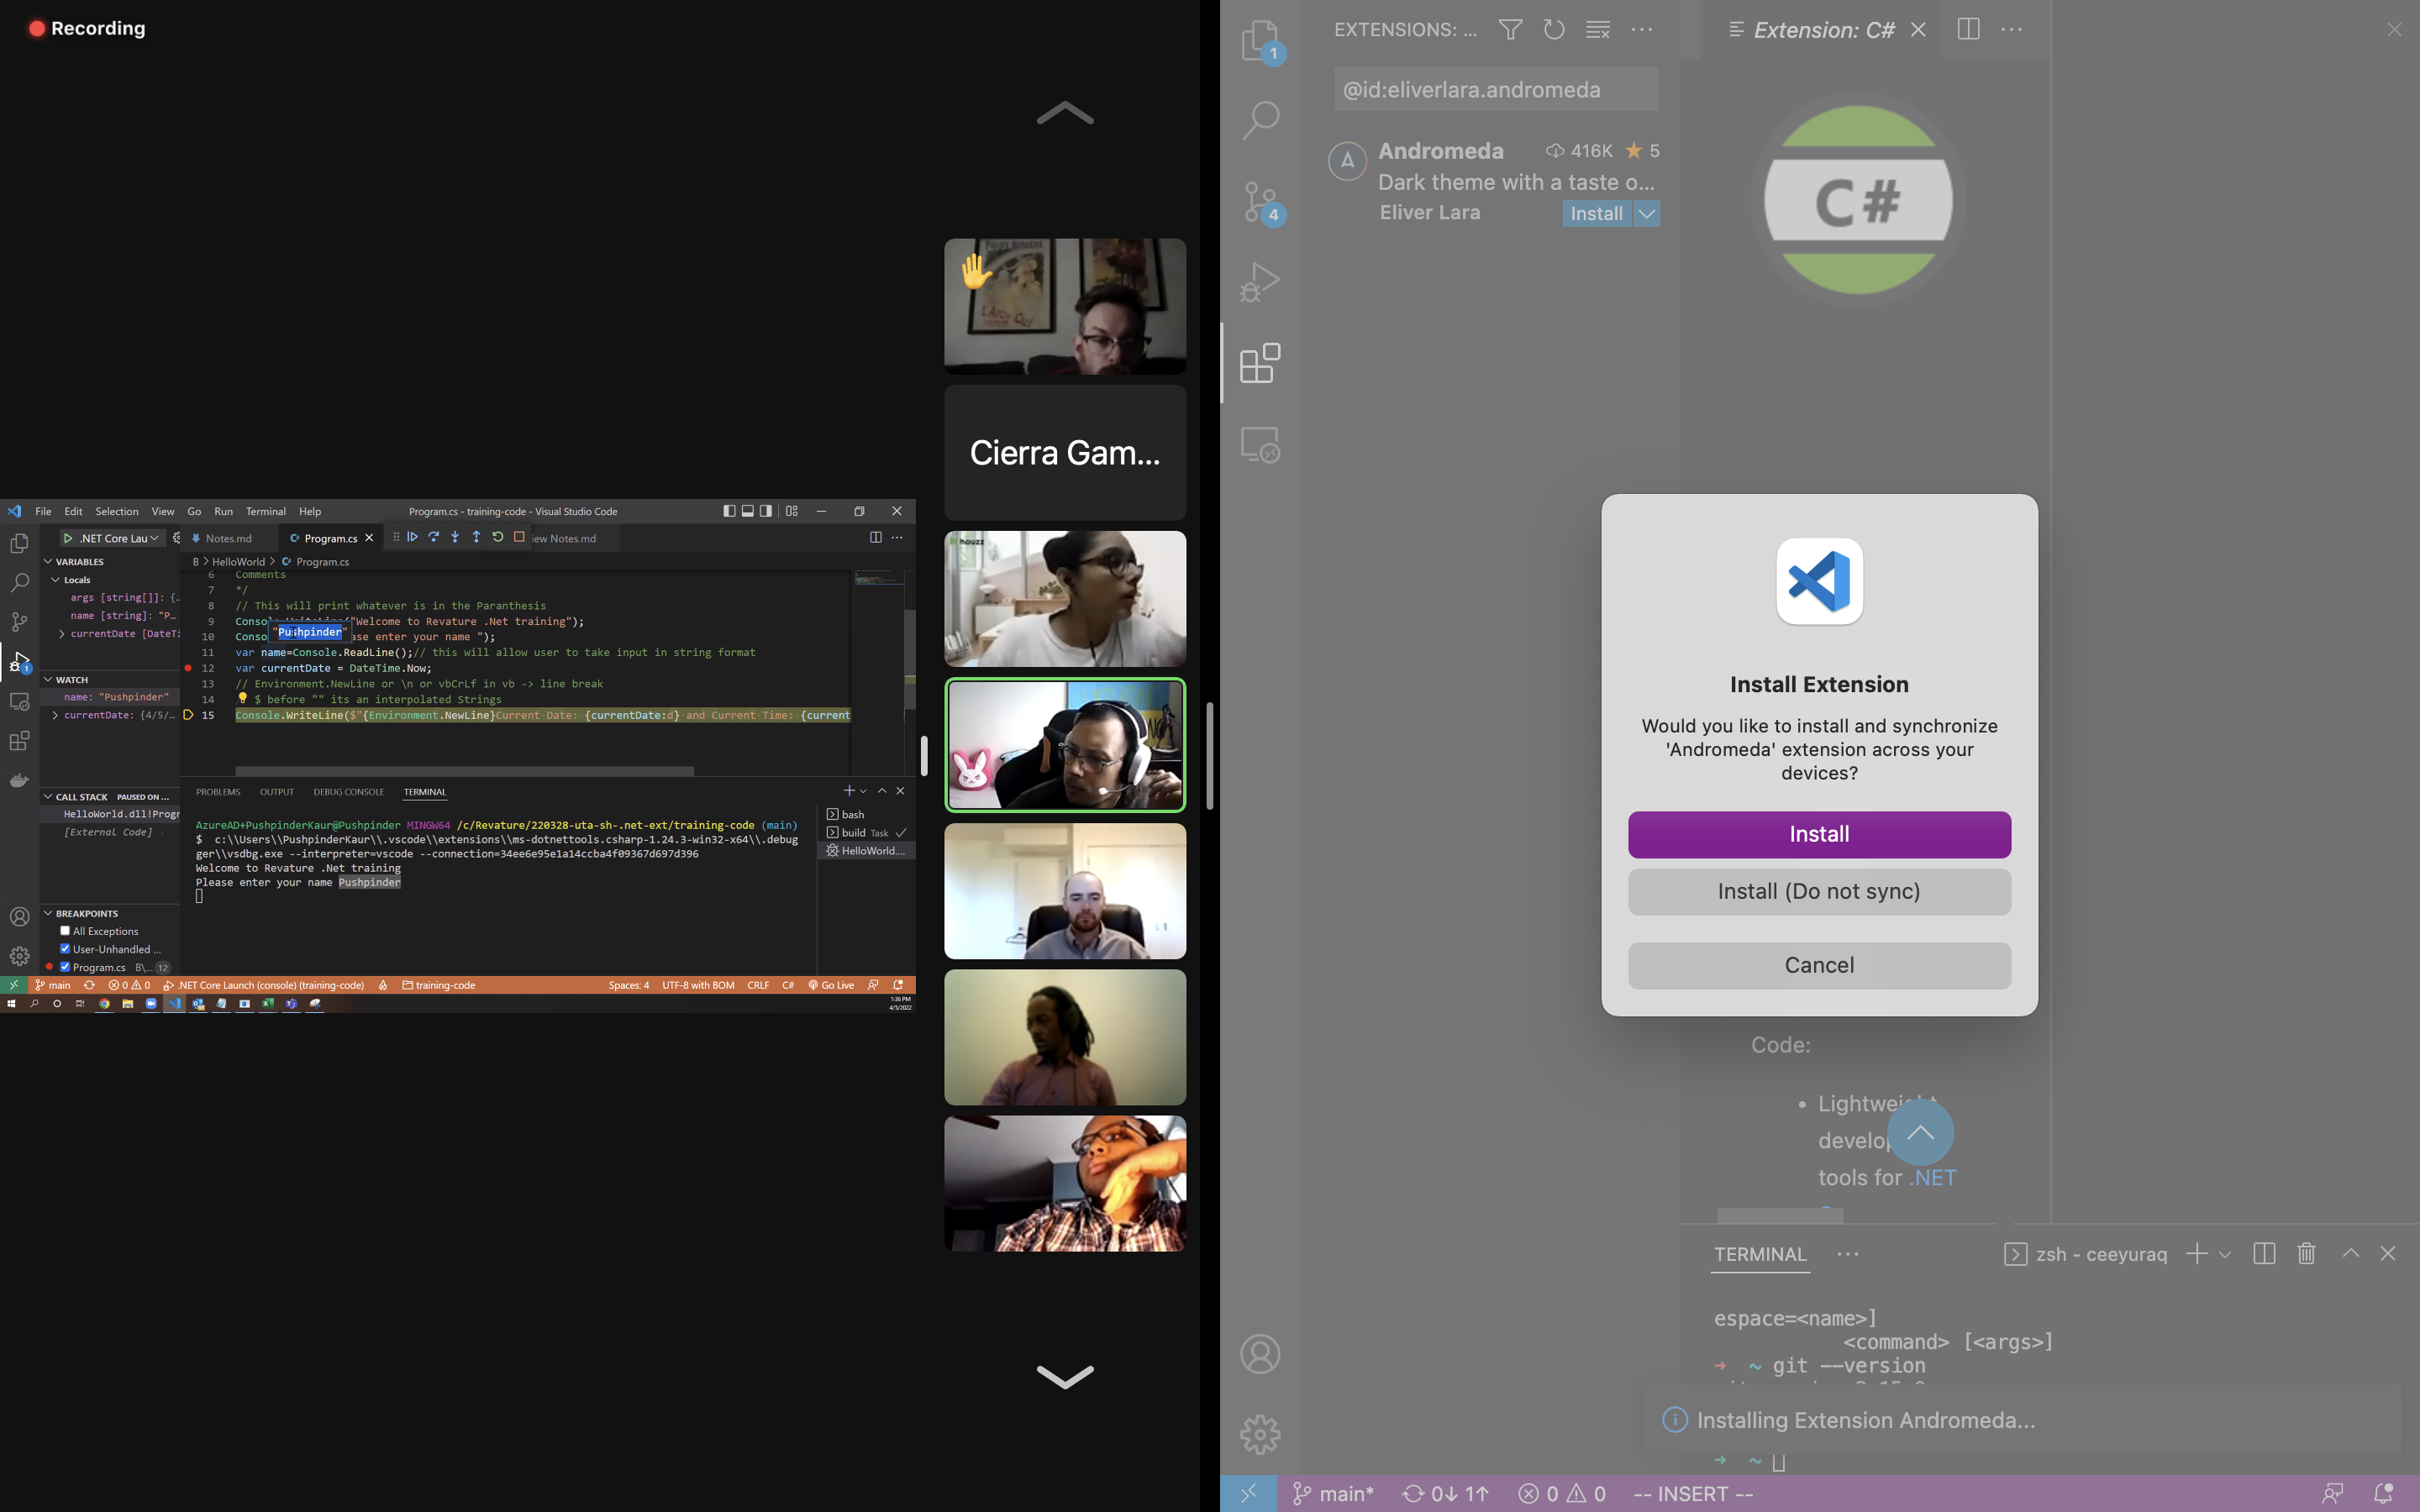 Recording
Cierra Gam...
houzz
File Edit Selection View Go Run Terminal Help
Program.cs - training-code - Visual Studio Code
.NET Core Lau
Notes.md
Program.cs
iew Notes.md
B > HelloWorld > Program.cs
VARIABLES
Locals
args [string[]]: {…
name [string]: "P…
currentDate [DateTi
WATCH
name: "Pushpinder"
currentDate: {4/5/…
CALL STACK PAUSED ON …
HelloWorld.dll!Progr
[External Code]
BREAKPOINTS
All Exceptions
User-Unhandled …
Program.cs B\… 12
6 Comments
7 */
8 // This will print whatever is in the Paranthesis
9 Console.WriteLine("Welcome to Revature .Net training");
"Pushpinder"
10 Conso ase enter your name ");
11 var name=Console.ReadLine();// this will allow user to take input in string format
12 var currentDate = DateTime.Now;
13 // Environment.NewLine or \n or vbCrLf in vb -> line break
14 // $ before "" its an interpolated Strings
15 Console.WriteLine($"{Environment.NewLine}Current Date: {currentDate:d} and Current Time: {current
PROBLEMS OUTPUT DEBUG CONSOLE TERMINAL
AzureAD+PushpinderKaur@Pushpinder MINGW64 /c/Revature/220328-uta-sh-.net-ext/training-code (main)
$ c:\\Users\\PushpinderKaur\\.vscode\\extensions\\ms-dotnettools.csharp-1.24.3-win32-x64\\.debug
ger\\vsdbg.exe --interpreter=vscode --connection=34ee6e95e1a14ccba4f09367d697d396
Welcome to Revature .Net training
Please enter your name Pushpinder
bash
build Task
HelloWorld....
main 0 0 .NET Core Launch (console) (training-code) training-code
Spaces: 4 UTF-8 with BOM CRLF C# Go Live
1:36 PM
4/5/2022
1
EXTENSIONS: ...
Extension: C#
@id:eliverlara.andromeda
Andromeda 416K 5
Dark theme with a taste o...
Eliver Lara Install
4
C#
Install Extension
Would you like to install and synchronize
'Andromeda' extension across your
devices?
Install
Install (Do not sync)
Cancel
Code:
• Lightweight
develop
tools for .NET
TERMINAL ...
zsh - ceeyuraq
espace=<name>]
<command> [<args>]
➜ ~ git --version
Installing Extension Andromeda...
➜ ~
main* 0↓ 1↑ 0 0 -- INSERT --